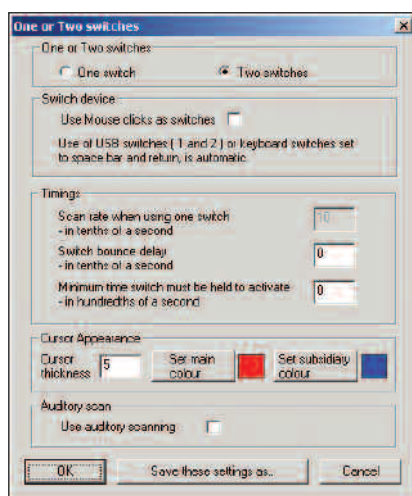 One or Two switches
One or Two switches
One switch
Two switches
Switch device
Use Mouse clicks as switches
Use of USB switches ( 1 and 2 ) or keyboard switches set
to space bar and return, is automatic
Timings
Scan rate when using one switch
- in tenths of a second
10
Switch bounce delay
- in tenths of a second
0
Minimum time switch must be held to activate
- in hundredths of a second
0
Cursor Appearance
Cursor
thickness
5
Set main
colour
Set subsidiary
colour
Auditory scan
Use auditory scanning
OK
Save these settings as..
Cancel